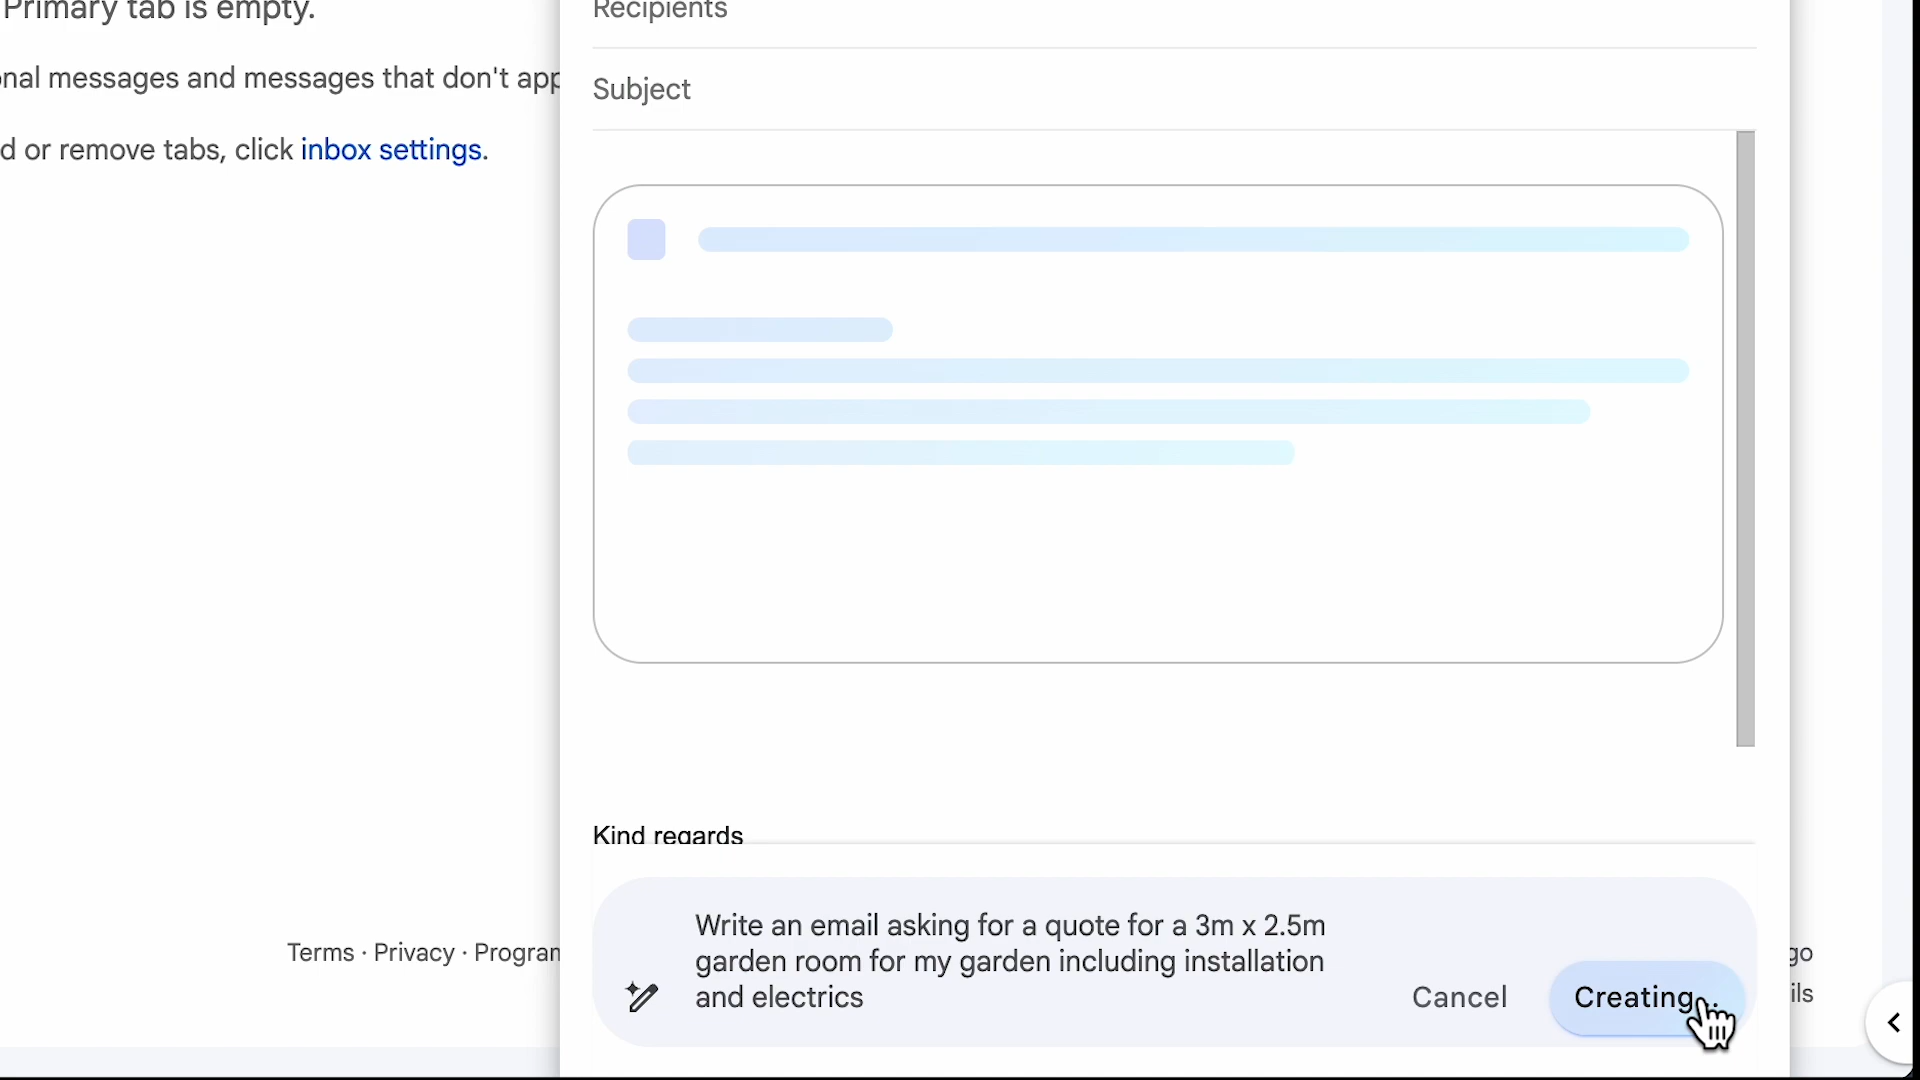 Primary tab is empty.
Recipients
onal messages and messages that don't app
Subject
d or remove tabs, click inbox settings.
Kind regards
Write an email asking for a quote for a 3m x 2.5m
garden room for my garden including installation
and electrics
Cancel
Creating...
Terms · Privacy · Program
go
ils